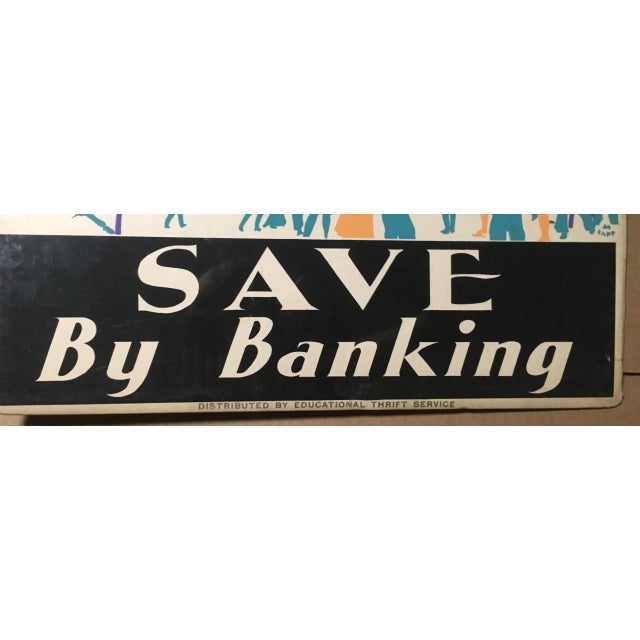 SAVE
By Banking
DISTRIBUTED BY EDUCATIONAL THRIFT SERVICE